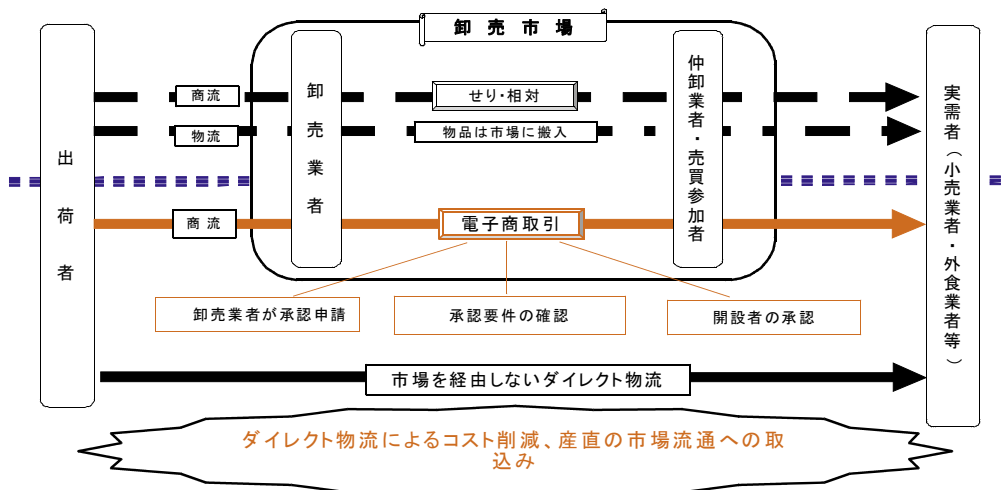 卸売市場
出荷者
卸売業者
仲卸業者・売買参加者
実需者(小売業者・外食業者等)
商流
せり・相対
物流
物品は市場に搬入
商流
電子商取引
卸売業者が承認申請
承認要件の確認
開設者の承認
市場を経由しないダイレクト物流
ダイレクト物流によるコスト削減、産直の市場流通への取
込み